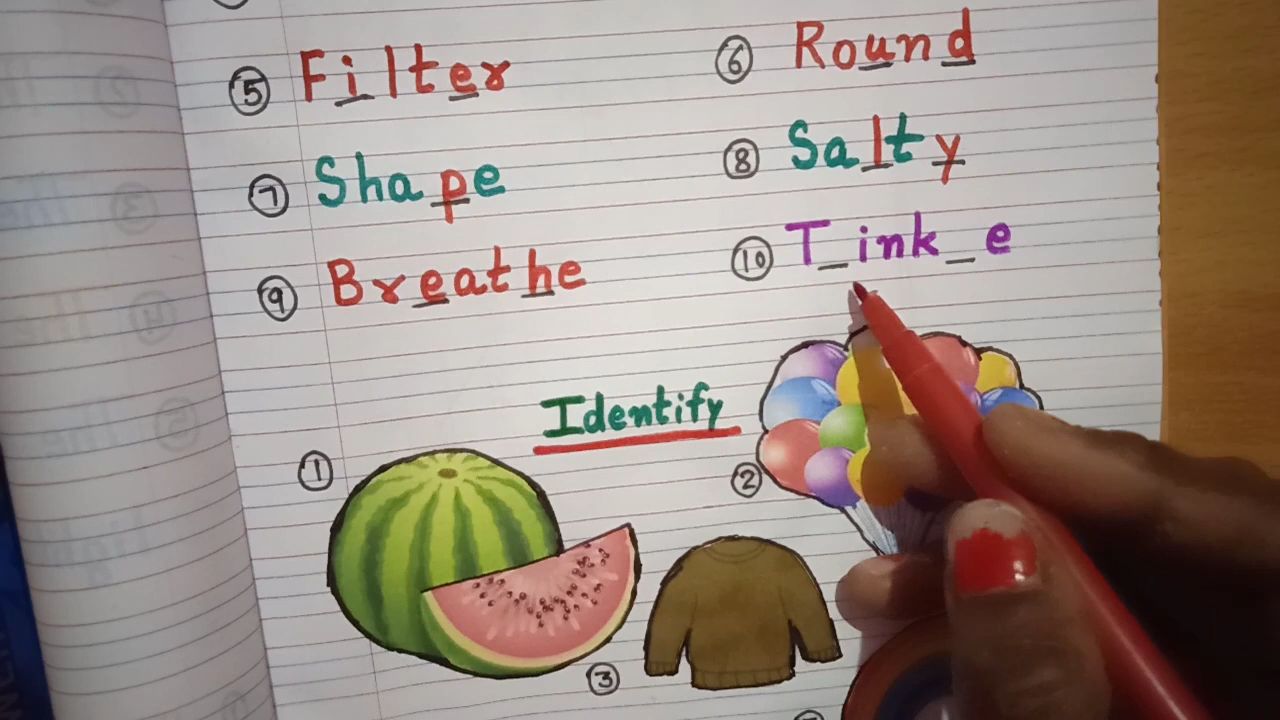 5 Filter 6 Round
7 Shape 8 Salty
9 Breathe 10 T_ink_e
Identify
1
2
3